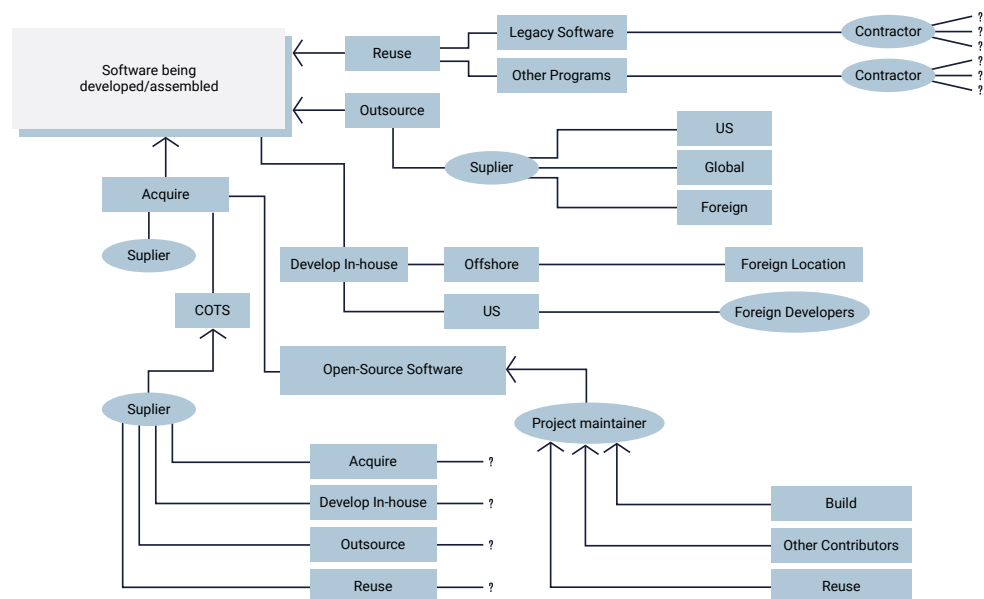 Software being
developed/assembled
Reuse
Legacy Software
Contractor
?
?
?
Other Programs
Contractor
?
?
?
Outsource
Suplier
US
Global
Foreign
Acquire
Suplier
Develop In-house
Offshore
Foreign Location
US
Foreign Developers
COTS
Open-Source Software
Suplier
Project maintainer
Acquire
?
Develop In-house
?
Outsource
?
Reuse
?
Build
Other Contributors
Reuse